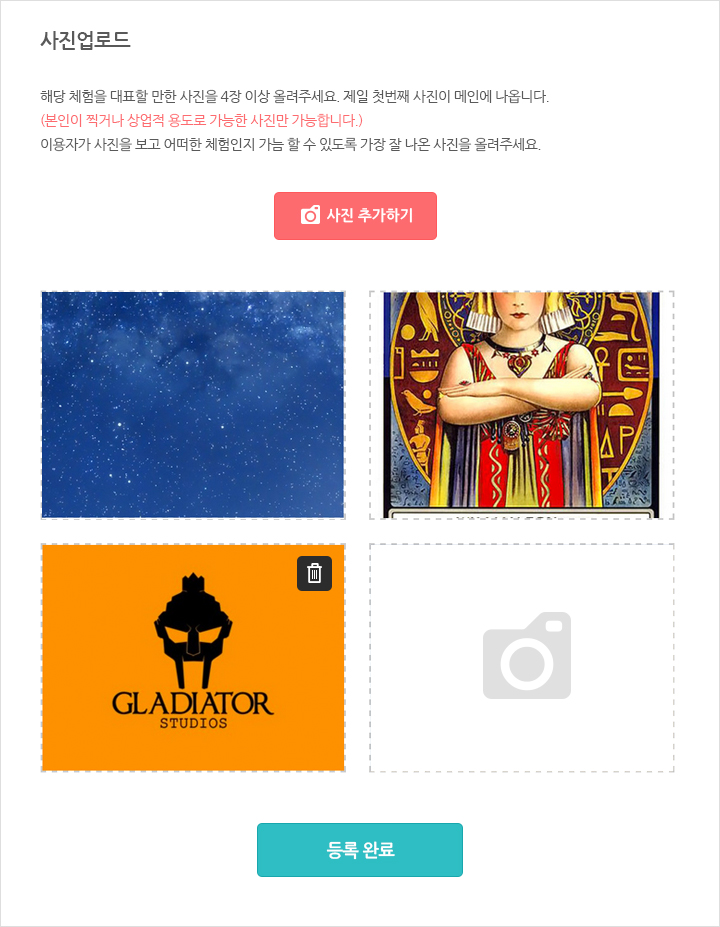 사진업로드
해당 체험을 대표할 만한 사진을 4장 이상 올려주세요. 제일 첫번째 사진이 메인에 나옵니다.
(본인이 찍거나 상업적 용도로 가능한 사진만 가능합니다.)
이용자가 사진을 보고 어떠한 체험인지 가늠 할 수 있도록 가장 잘 나온 사진을 올려주세요.
사진 추가하기
GLADIATOR
STUDIOS
등록 완료